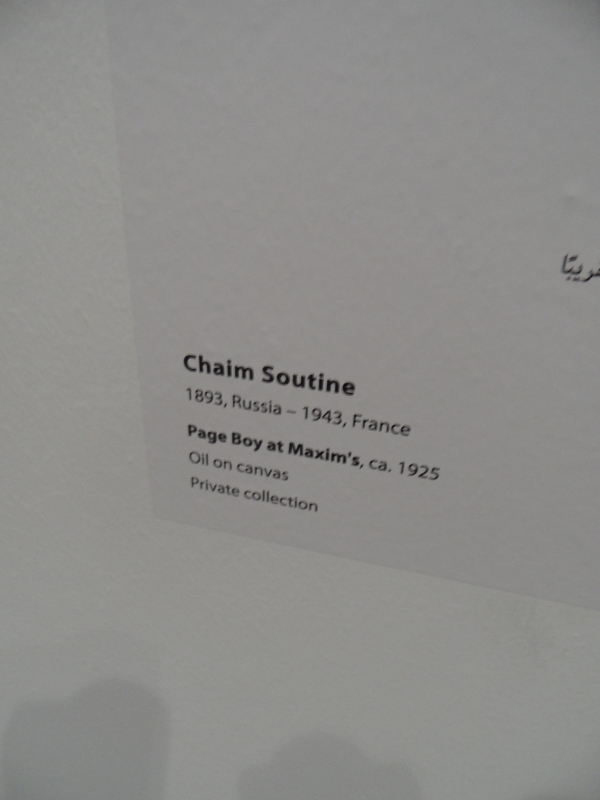 Chaim Soutine
1893, Russia – 1943, France
Page Boy at Maxim's, ca. 1925
Oil on canvas
Private collection